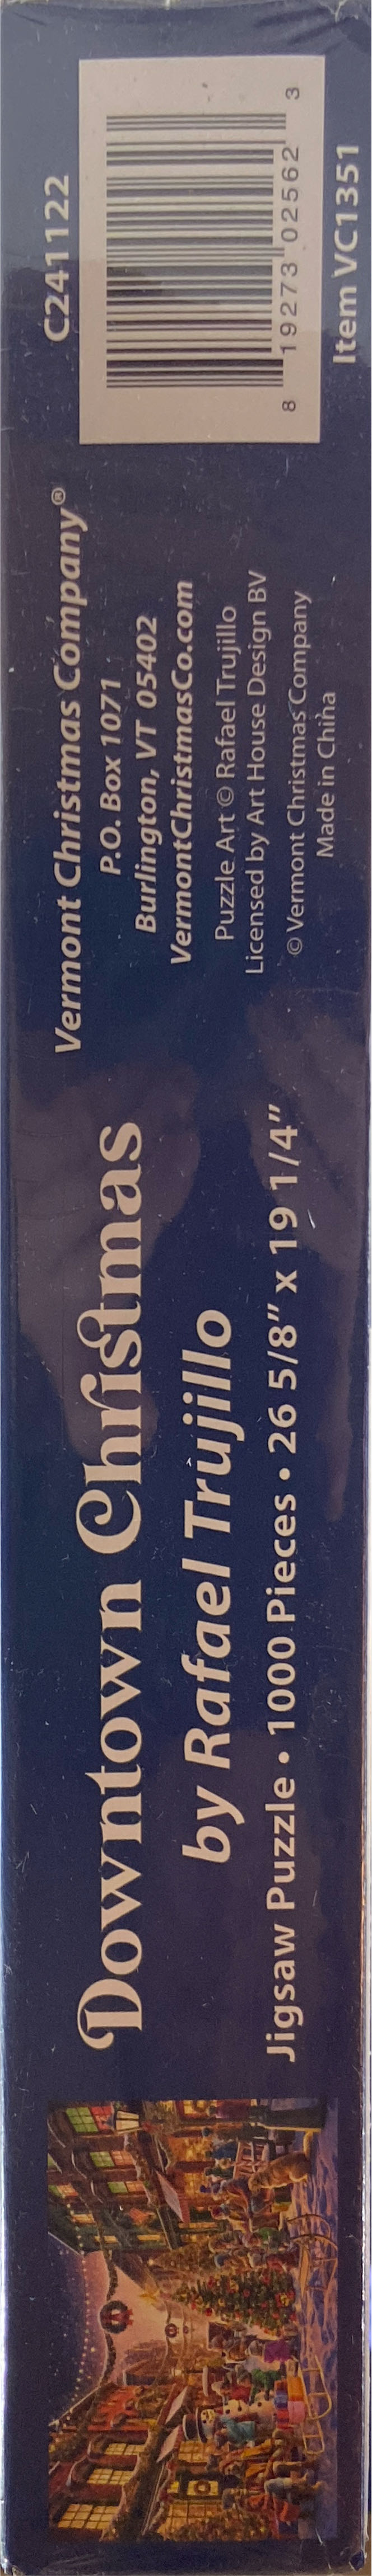 Downtown Christmas
by Rafael Trujillo
Jigsaw Puzzle • 1000 Pieces • 26 5/8” x 19 1/4”
Vermont Christmas Company®
P.O. Box 1071
Burlington, VT 05402
VermontChristmasCo.com
Puzzle Art © Rafael Trujillo
Licensed by Art House Design BV
© Vermont Christmas Company
Made in China
C241122
8 19273 02562 3
Item VC1351